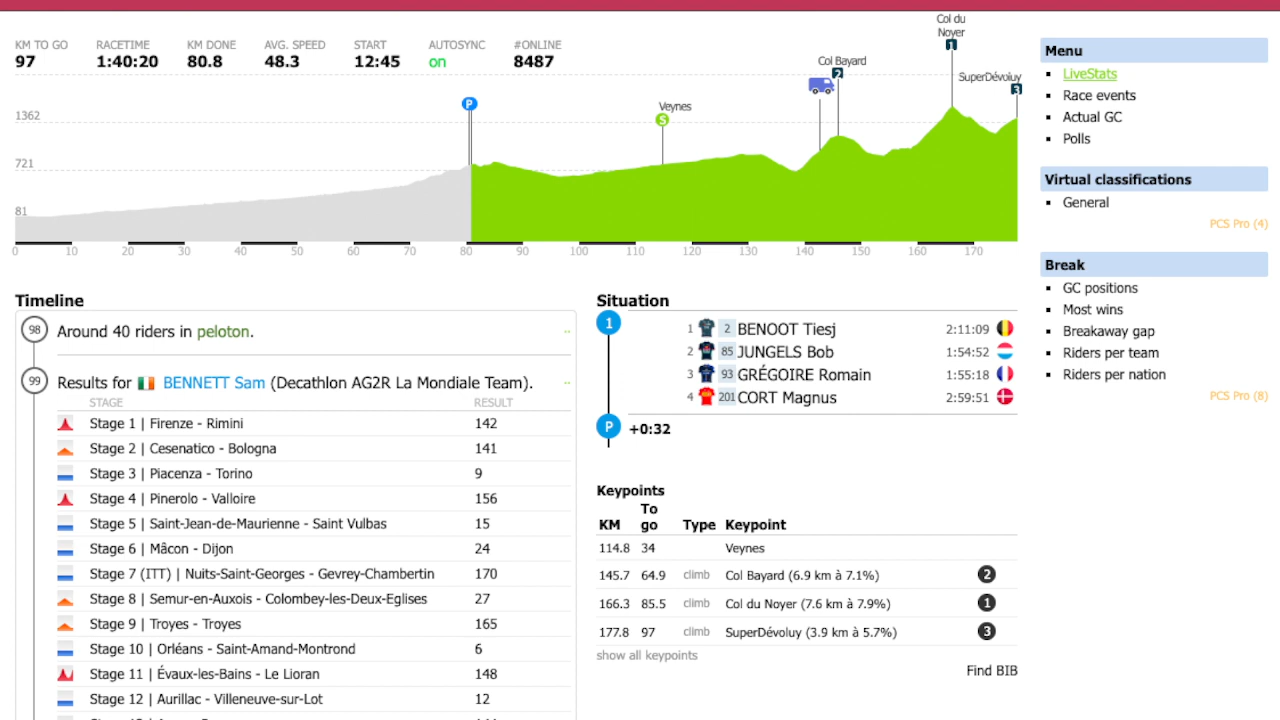 KM TO GO RACETIME KM DONE AVG. SPEED START AUTOSYNC #ONLINE
97 1:40:20 80.8 48.3 12:45 on 8487
Col du
Noyer
1
Col Bayard
2
SuperDévoluy
3
P
Veynes
S
1362
721
81
0 10 20 30 40 50 60 70 80 90 100 110 120 130 140 150 160 170
Menu
LiveStats
Race events
Actual GC
Polls
Virtual classifications
General
PCS Pro (4)
Break
GC positions
Most wins
Breakaway gap
Riders per team
Riders per nation
PCS Pro (8)
Timeline
98 Around 40 riders in peloton.
99 Results for BENNETT Sam (Decathlon AG2R La Mondiale Team).
STAGE RESULT
Stage 1 | Firenze - Rimini 142
Stage 2 | Cesenatico - Bologna 141
Stage 3 | Piacenza - Torino 9
Stage 4 | Pinerolo - Valloire 156
Stage 5 | Saint-Jean-de-Maurienne - Saint Vulbas 15
Stage 6 | Mâcon - Dijon 24
Stage 7 (ITT) | Nuits-Saint-Georges - Gevrey-Chambertin 170
Stage 8 | Semur-en-Auxois - Colombey-les-Deux-Eglises 27
Stage 9 | Troyes - Troyes 165
Stage 10 | Orléans - Saint-Amand-Montrond 6
Stage 11 | Évaux-les-Bains - Le Lioran 148
Stage 12 | Aurillac - Villeneuve-sur-Lot 12
Situation
1
1 2 BENOOT Tiesj 2:11:09
2 85 JUNGELS Bob 1:54:52
3 93 GRÉGOIRE Romain 1:55:18
4 201 CORT Magnus 2:59:51
P +0:32
Keypoints
KM To go Type Keypoint
114.8 34 Veynes
145.7 64.9 climb Col Bayard (6.9 km à 7.1%) 2
166.3 85.5 climb Col du Noyer (7.6 km à 7.9%) 1
177.8 97 climb SuperDévoluy (3.9 km à 5.7%) 3
show all keypoints
Find BIB